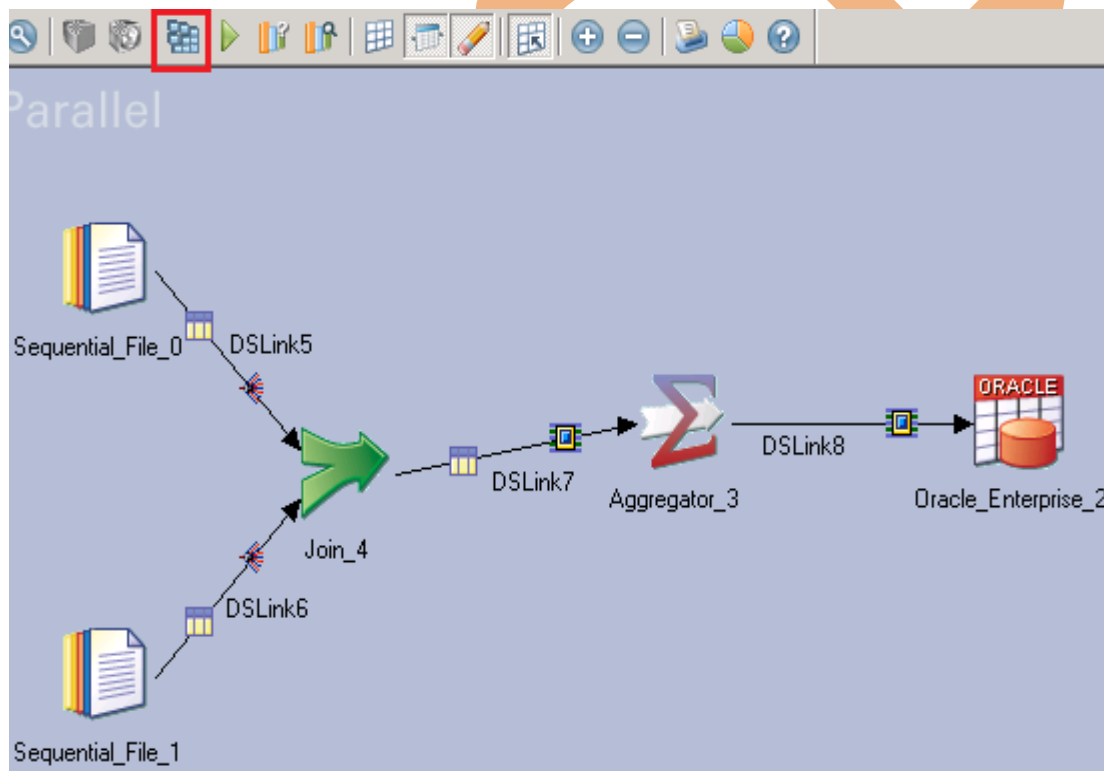 Parallel
Sequential_File_0
DSLink5
ORACLE
DSLink7
DSLink8
Aggregator_3
Oracle_Enterprise_2
Join_4
DSLink6
Sequential_File_1